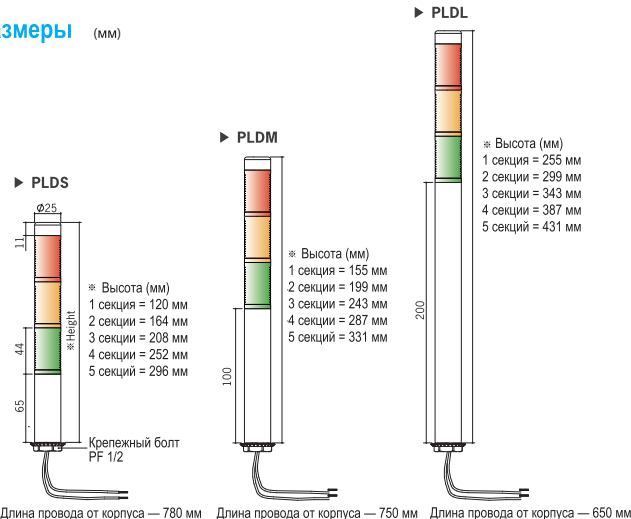 азмеры (мм)
▶ PLDS
Ø25
11
44
65
※Height
※ Высота (мм)
1 секция = 120 мм
2 секции = 164 мм
3 секции = 208 мм
4 секции = 252 мм
5 секций = 296 мм
Крепежный болт
PF 1/2
Длина провода от корпуса — 780 мм
▶ PLDM
100
※ Высота (мм)
1 секция = 155 мм
2 секции = 199 мм
3 секции = 243 мм
4 секции = 287 мм
5 секций = 331 мм
Длина провода от корпуса — 750 мм
▶ PLDL
200
※ Высота (мм)
1 секция = 255 мм
2 секции = 299 мм
3 секции = 343 мм
4 секции = 387 мм
5 секций = 431 мм
Длина провода от корпуса — 650 мм